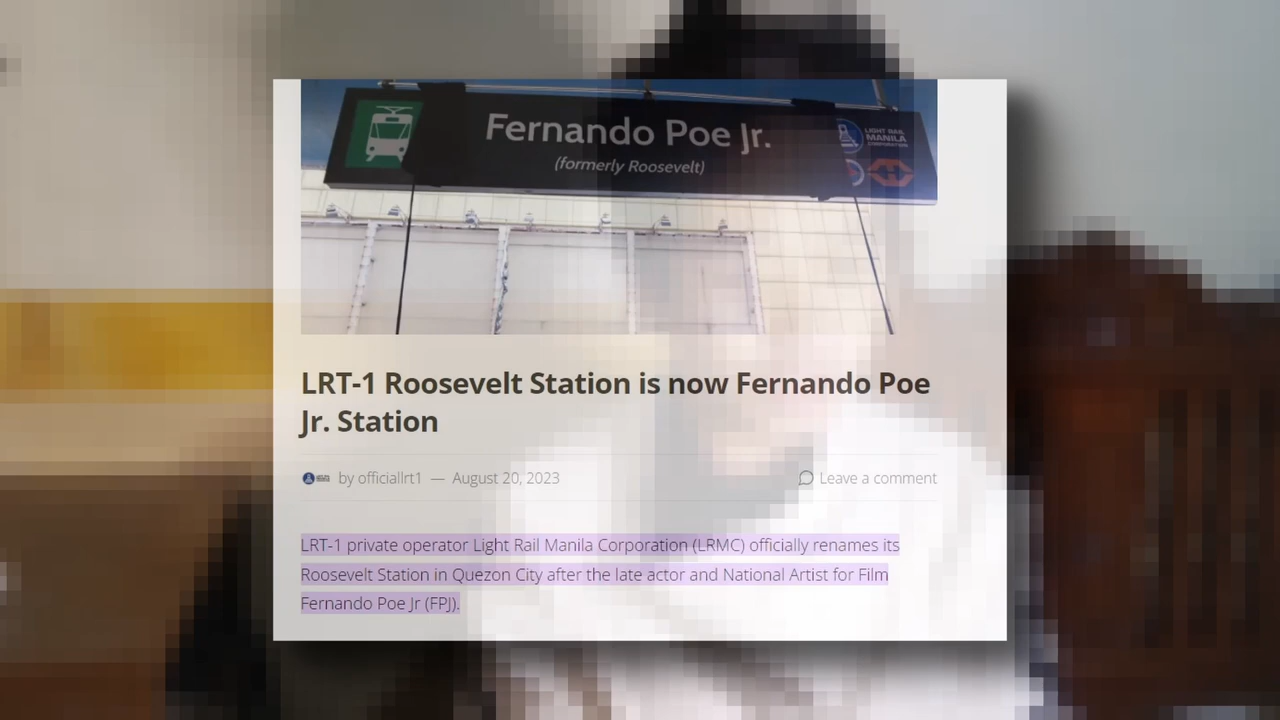 Fernando Poe Jr.
(formerly Roosevelt)
LIGHT RAIL
MANILA
CORPORATION
LRT-1 Roosevelt Station is now Fernando Poe
Jr. Station
by officiallrt1 — August 20, 2023
Leave a comment
LRT-1 private operator Light Rail Manila Corporation (LRMC) officially renames its
Roosevelt Station in Quezon City after the late actor and National Artist for Film
Fernando Poe Jr (FPJ).